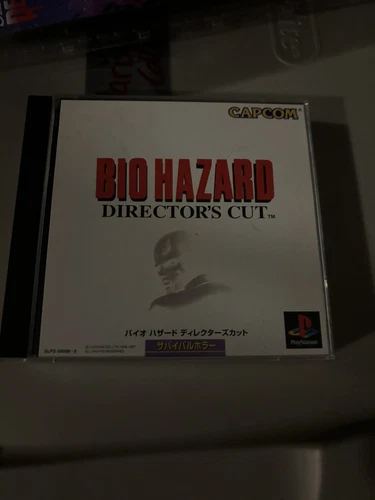 CAPCOM
BIO HAZARD
DIRECTOR'S CUT™
バイオ ハザード ディレクターズカット
サバイバルホラー
PlayStation